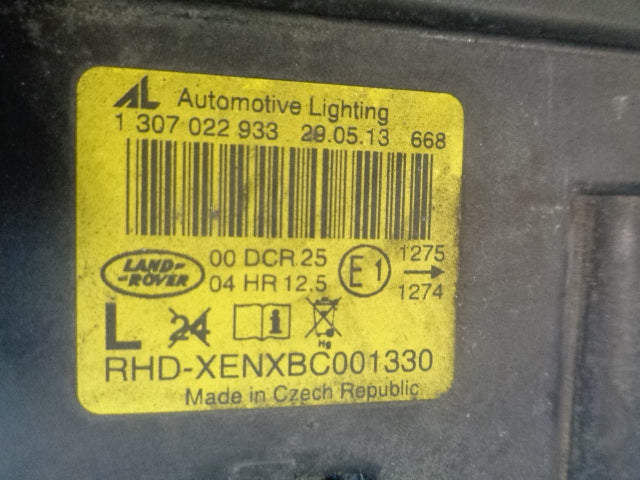 AL Automotive Lighting
1 307 022 933 29.05.13 668
LAND-
-ROVER
00 DCR 25
04 HR 12.5
E1
1275
1274
L 24 i
Hg
RHD-XENXBC001330
Made in Czech Republic